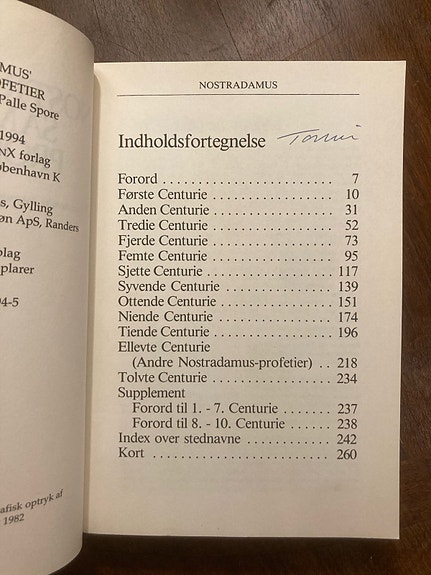 MUS'
OFETIER
Palle Spore
1994
NX forlag
øbenhavn K
s, Gylling
øn ApS, Randers
plag
plarer
4-5
afisk optryk af
1982
NOSTRADAMUS
Indholdsfortegnelse
Forord . . . . . . . . . . . . . . . . . . . . . . . . 7
Første Centurie . . . . . . . . . . . . . . . . . . 10
Anden Centurie . . . . . . . . . . . . . . . . . . 31
Tredie Centurie . . . . . . . . . . . . . . . . . . 52
Fjerde Centurie . . . . . . . . . . . . . . . . . . 73
Femte Centurie . . . . . . . . . . . . . . . . . . 95
Sjette Centurie . . . . . . . . . . . . . . . . . . 117
Syvende Centurie . . . . . . . . . . . . . . . . 139
Ottende Centurie . . . . . . . . . . . . . . . . 151
Niende Centurie . . . . . . . . . . . . . . . . . 174
Tiende Centurie . . . . . . . . . . . . . . . . . 196
Ellevte Centurie
(Andre Nostradamus-profetier) . . 218
Tolvte Centurie . . . . . . . . . . . . . . . . . . 234
Supplement
Forord til 1. - 7. Centurie . . . . . . . 237
Forord til 8. - 10. Centurie . . . . . . 238
Index over stednavne . . . . . . . . . . . . 242
Kort . . . . . . . . . . . . . . . . . . . . . . . . . 260